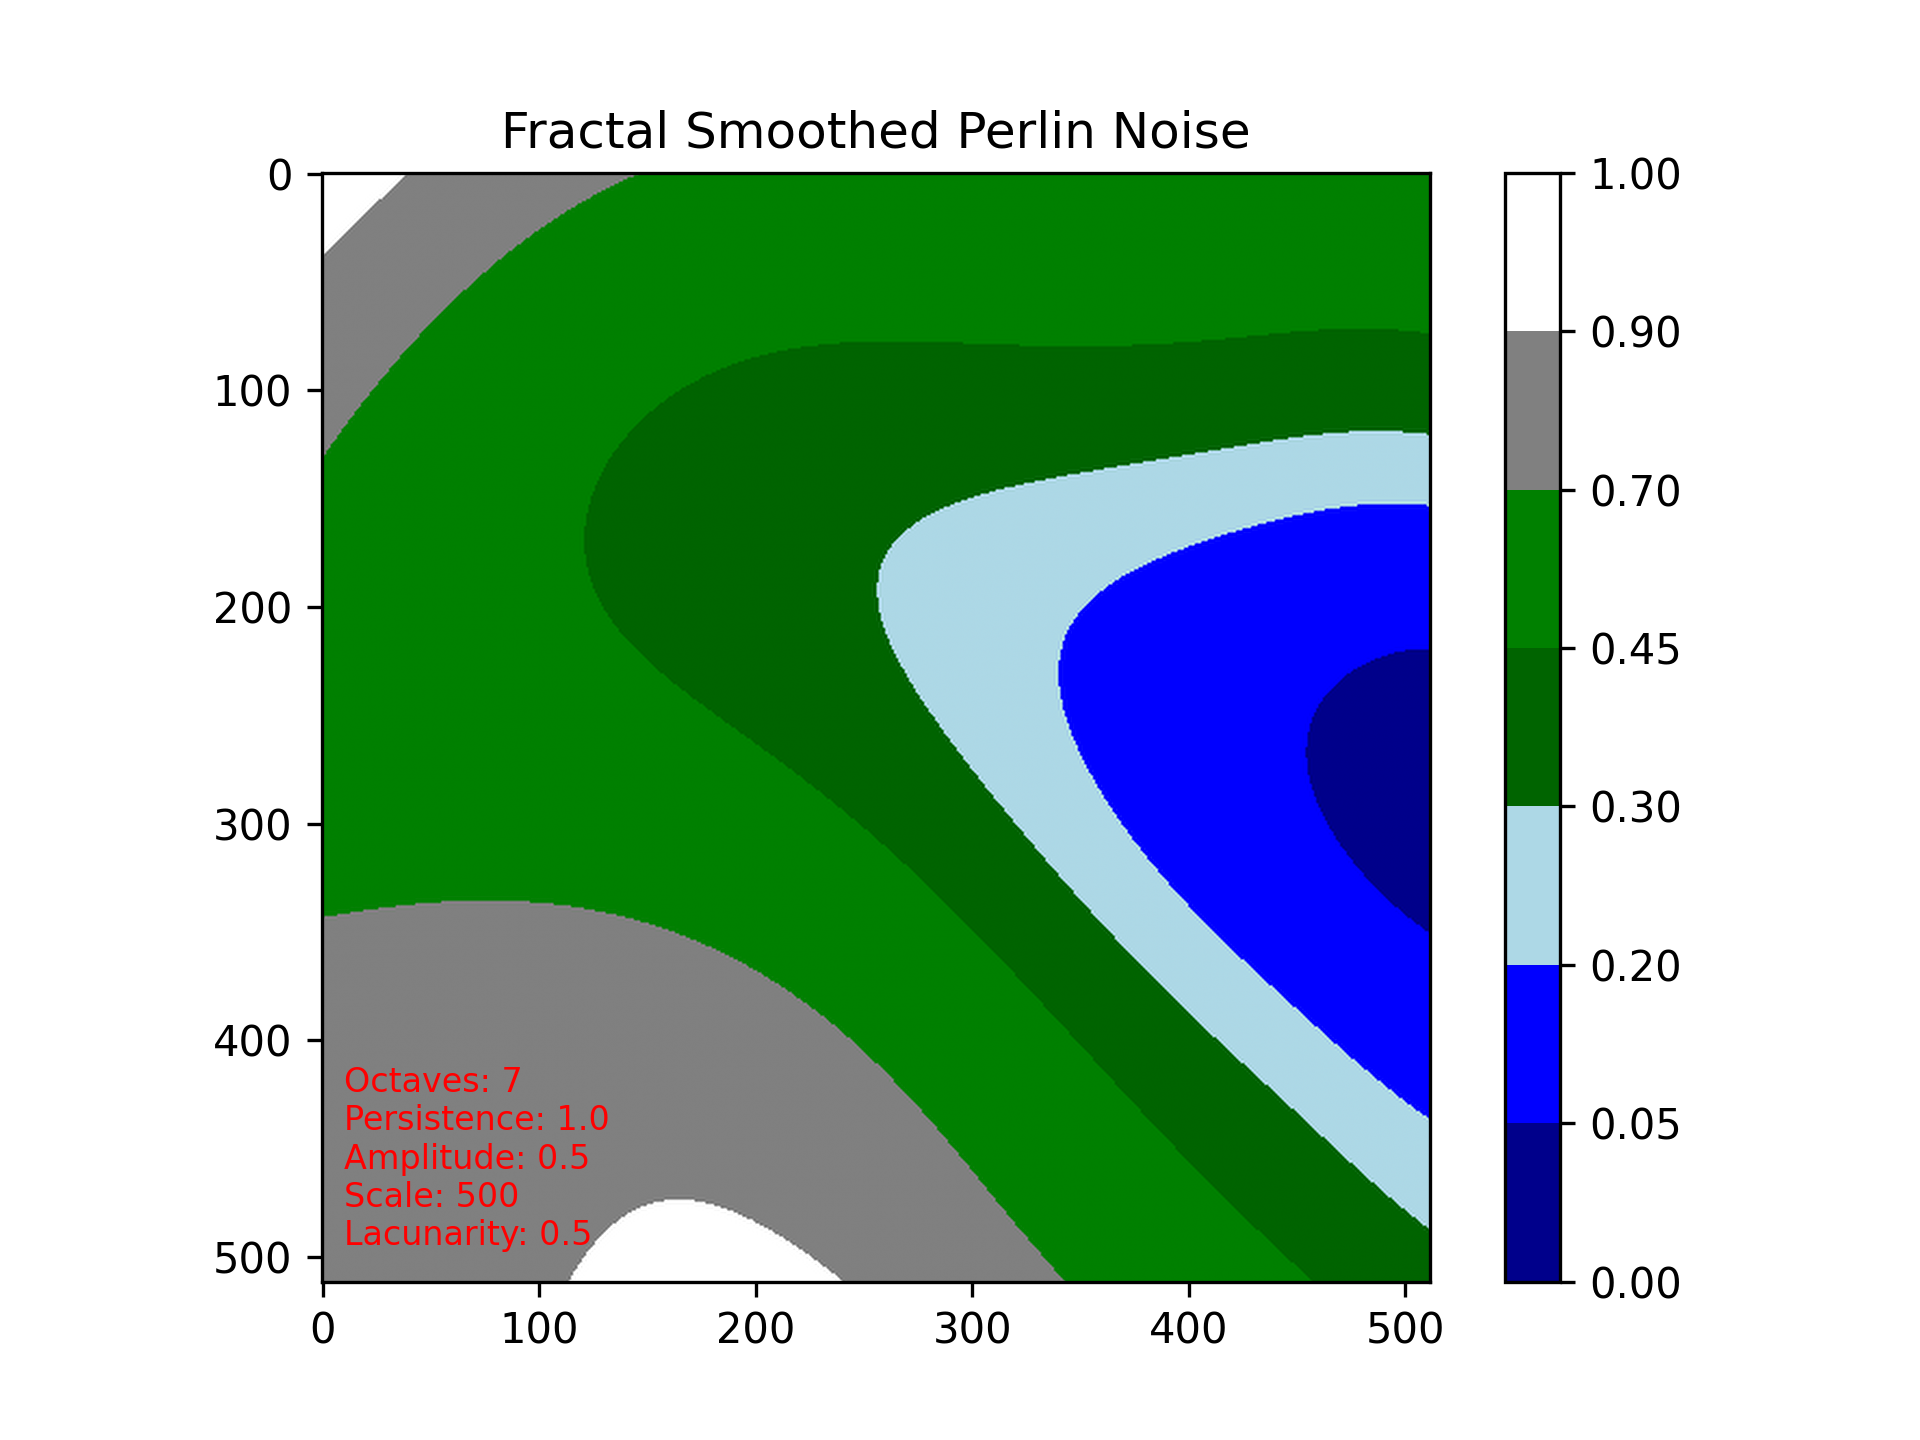 Fractal Smoothed Perlin Noise
0
100
200
300
400
500
Octaves: 7
Persistence: 1.0
Amplitude: 0.5
Scale: 500
Lacunarity: 0.5
0 100 200 300 400 500
1.00
0.90
0.70
0.45
0.30
0.20
0.05
0.00